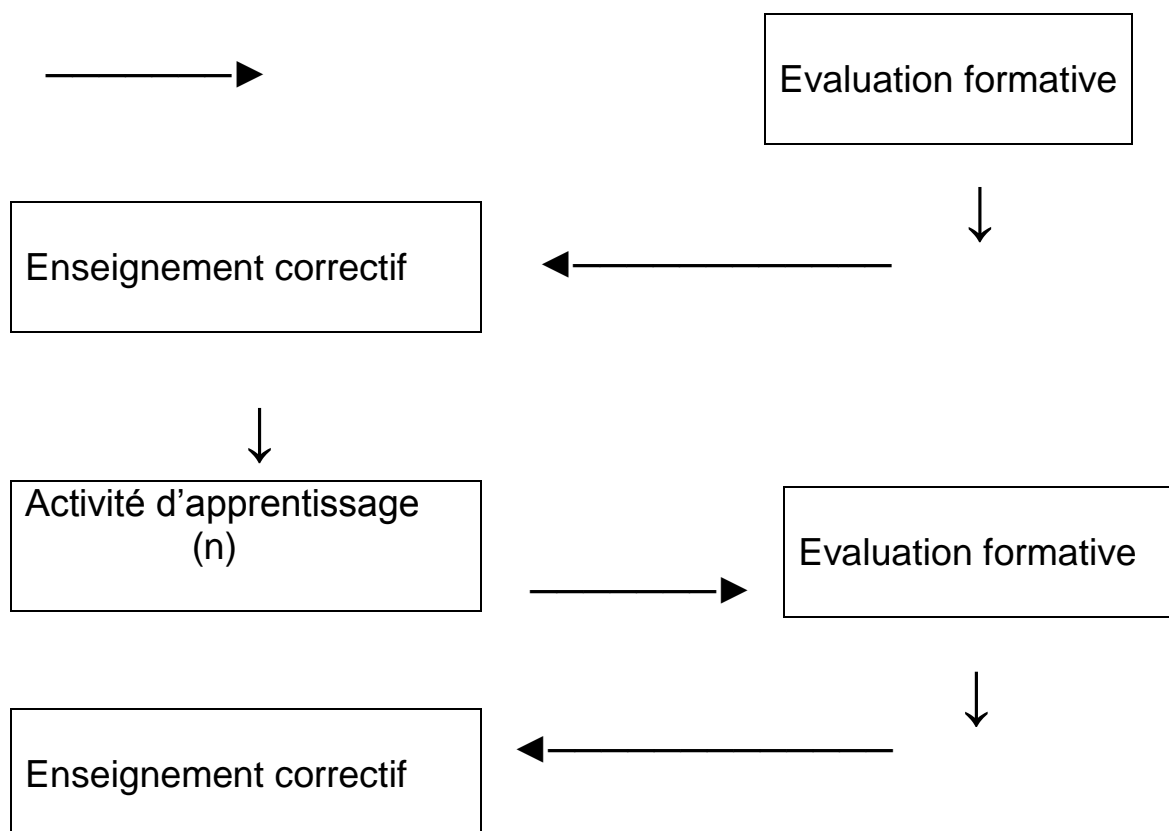 Evaluation formative
Enseignement correctif
Activité d’apprentissage
(n)
Evaluation formative
Enseignement correctif